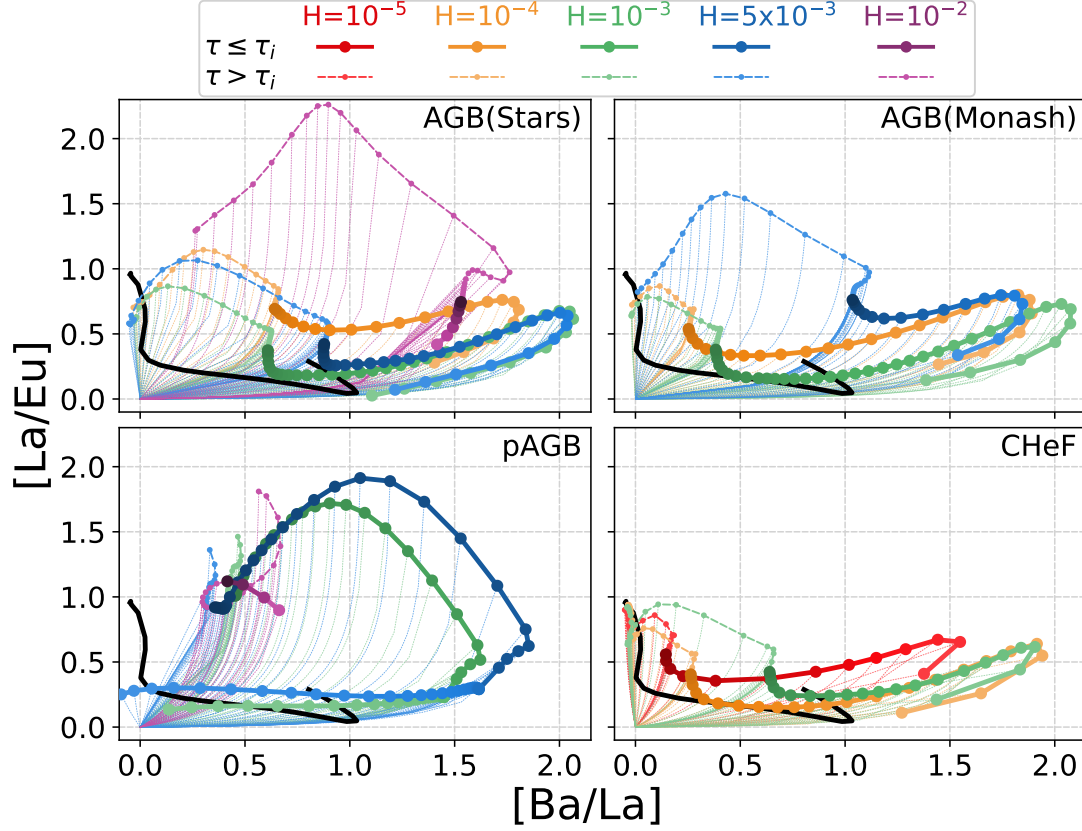 H=10⁻⁵ H=10⁻⁴ H=10⁻³ H=5x10⁻³ H=10⁻²
τ ≤ τᵢ
τ > τᵢ
AGB(Stars) AGB(Monash)
2.0
1.5
1.0
0.5
0.0
pAGB CHeF
2.0
1.5
1.0
0.5
0.0
0.0 0.5 1.0 1.5 2.0 0.0 0.5 1.0 1.5 2.0
[La/Eu]
[Ba/La]